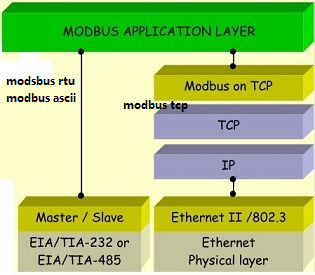 MODBUS APPLICATION LAYER
modsbus rtu
modbus ascii
Modbus on TCP
modbus tcp
TCP
IP
Master / Slave
Ethernet II /802.3
EIA/TIA-232 or
EIA/TIA-485
Ethernet
Physical layer